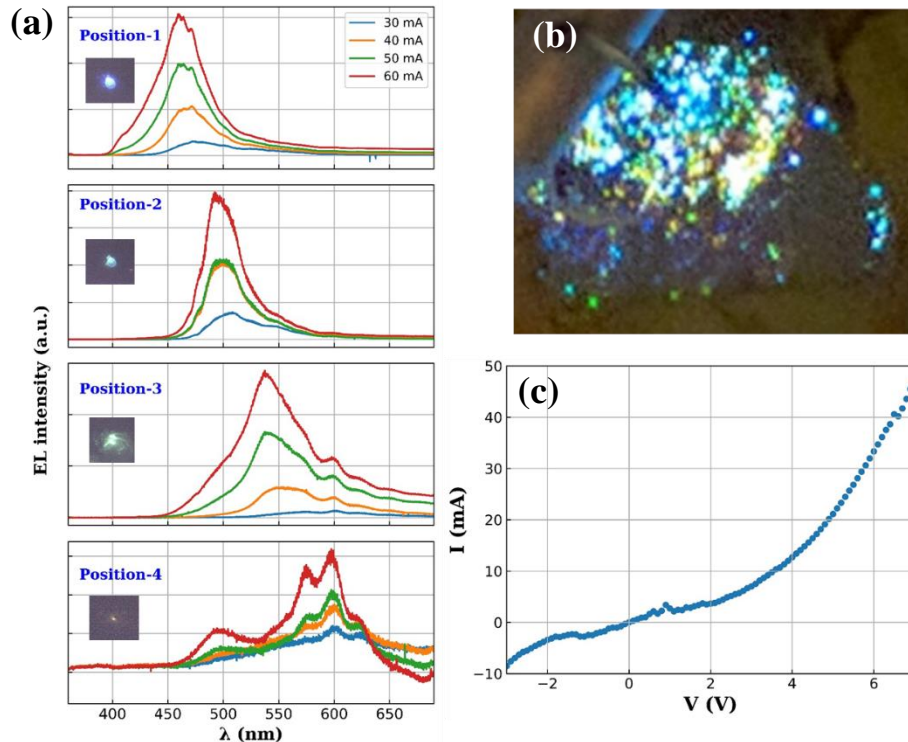 (a)
Position-1
30 mA
40 mA
50 mA
60 mA
Position-2
Position-3
Position-4
EL intensity (a.u.)
400 450 500 550 600 650
λ (nm)
(b)
(c)
50
40
30
20
10
0
-10
I (mA)
−2 0 2 4 6
V (V)